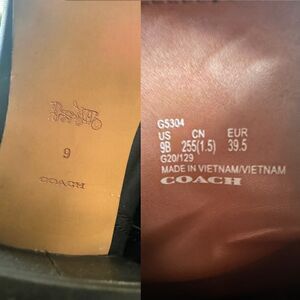 9
COACH
G5304
US CN EUR
9B 255(1.5) 39.5
G20/129
MADE IN VIETNAM/VIETNAM
COACH